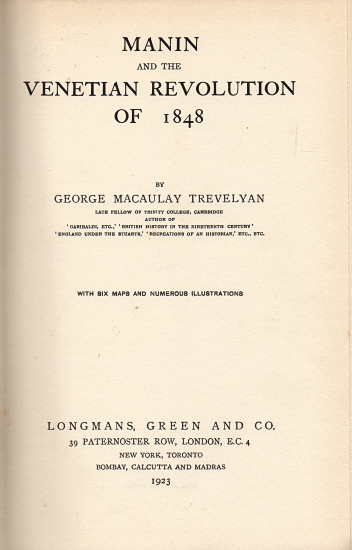 MANIN
AND THE
VENETIAN REVOLUTION
OF 1848
BY
GEORGE MACAULAY TREVELYAN
LATE FELLOW OF TRINITY COLLEGE, CAMBRIDGE
AUTHOR OF
'GARIBALDI, ETC.,' 'BRITISH HISTORY IN THE NINETEENTH CENTURY'
'ENGLAND UNDER THE STUARTS,' 'RECREATIONS OF AN HISTORIAN,' ETC., ETC.
WITH SIX MAPS AND NUMEROUS ILLUSTRATIONS
LONGMANS, GREEN AND CO.
39 PATERNOSTER ROW, LONDON, E.C. 4
NEW YORK, TORONTO
BOMBAY, CALCUTTA AND MADRAS
1923